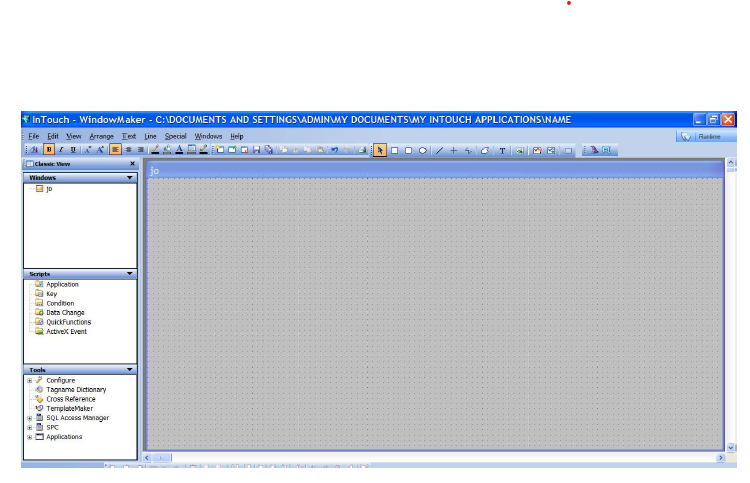 InTouch - WindowMaker - C:\DOCUMENTS AND SETTINGS\ADMIN\MY DOCUMENTS\MY INTOUCH APPLICATIONS\NAME
File Edit View Arrange Text Line Special Windows Help
Runtime
Classic View
Windows
jo
jo
Scripts
Application
Key
Condition
Data Change
QuickFunctions
ActiveX Event
Tools
Configure
Tagname Dictionary
Cross Reference
TemplateMaker
SQL Access Manager
SPC
Applications